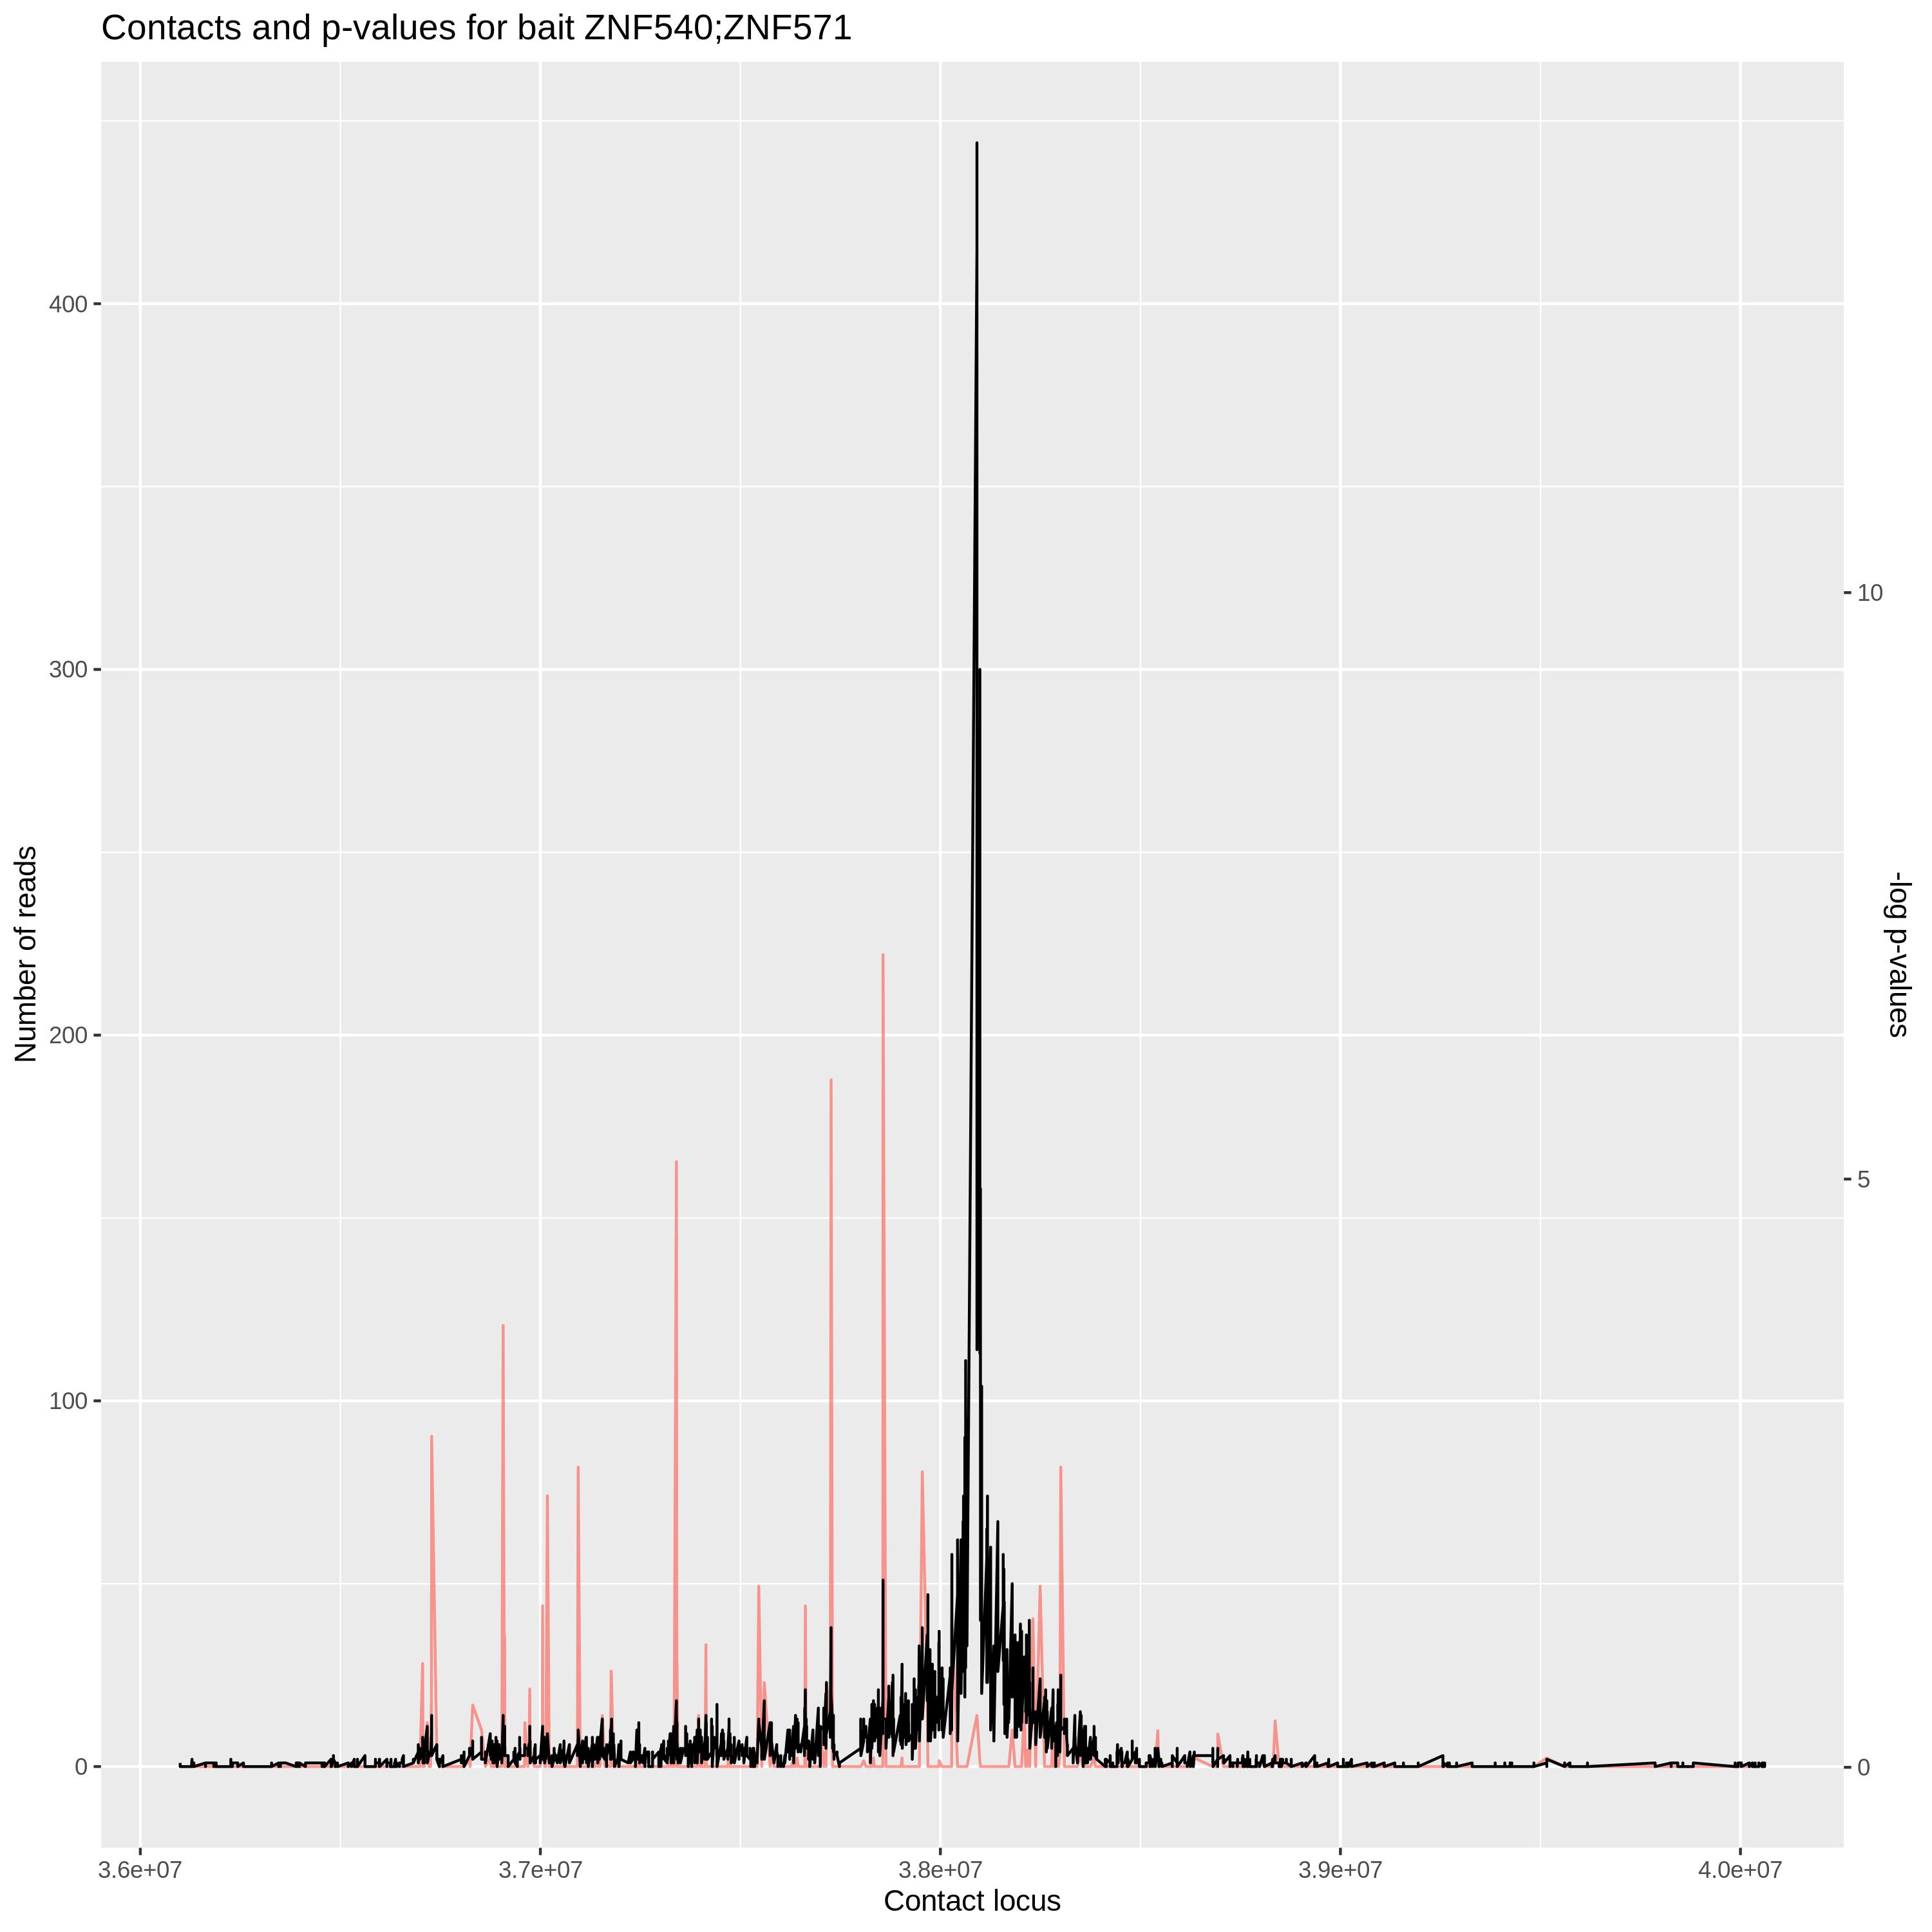 Contacts and p-values for bait ZNF540;ZNF571
Number of reads
400
300
200
100
0
10
5
0
-log p-values
3.6e+07
3.7e+07
3.8e+07
3.9e+07
4.0e+07
Contact locus